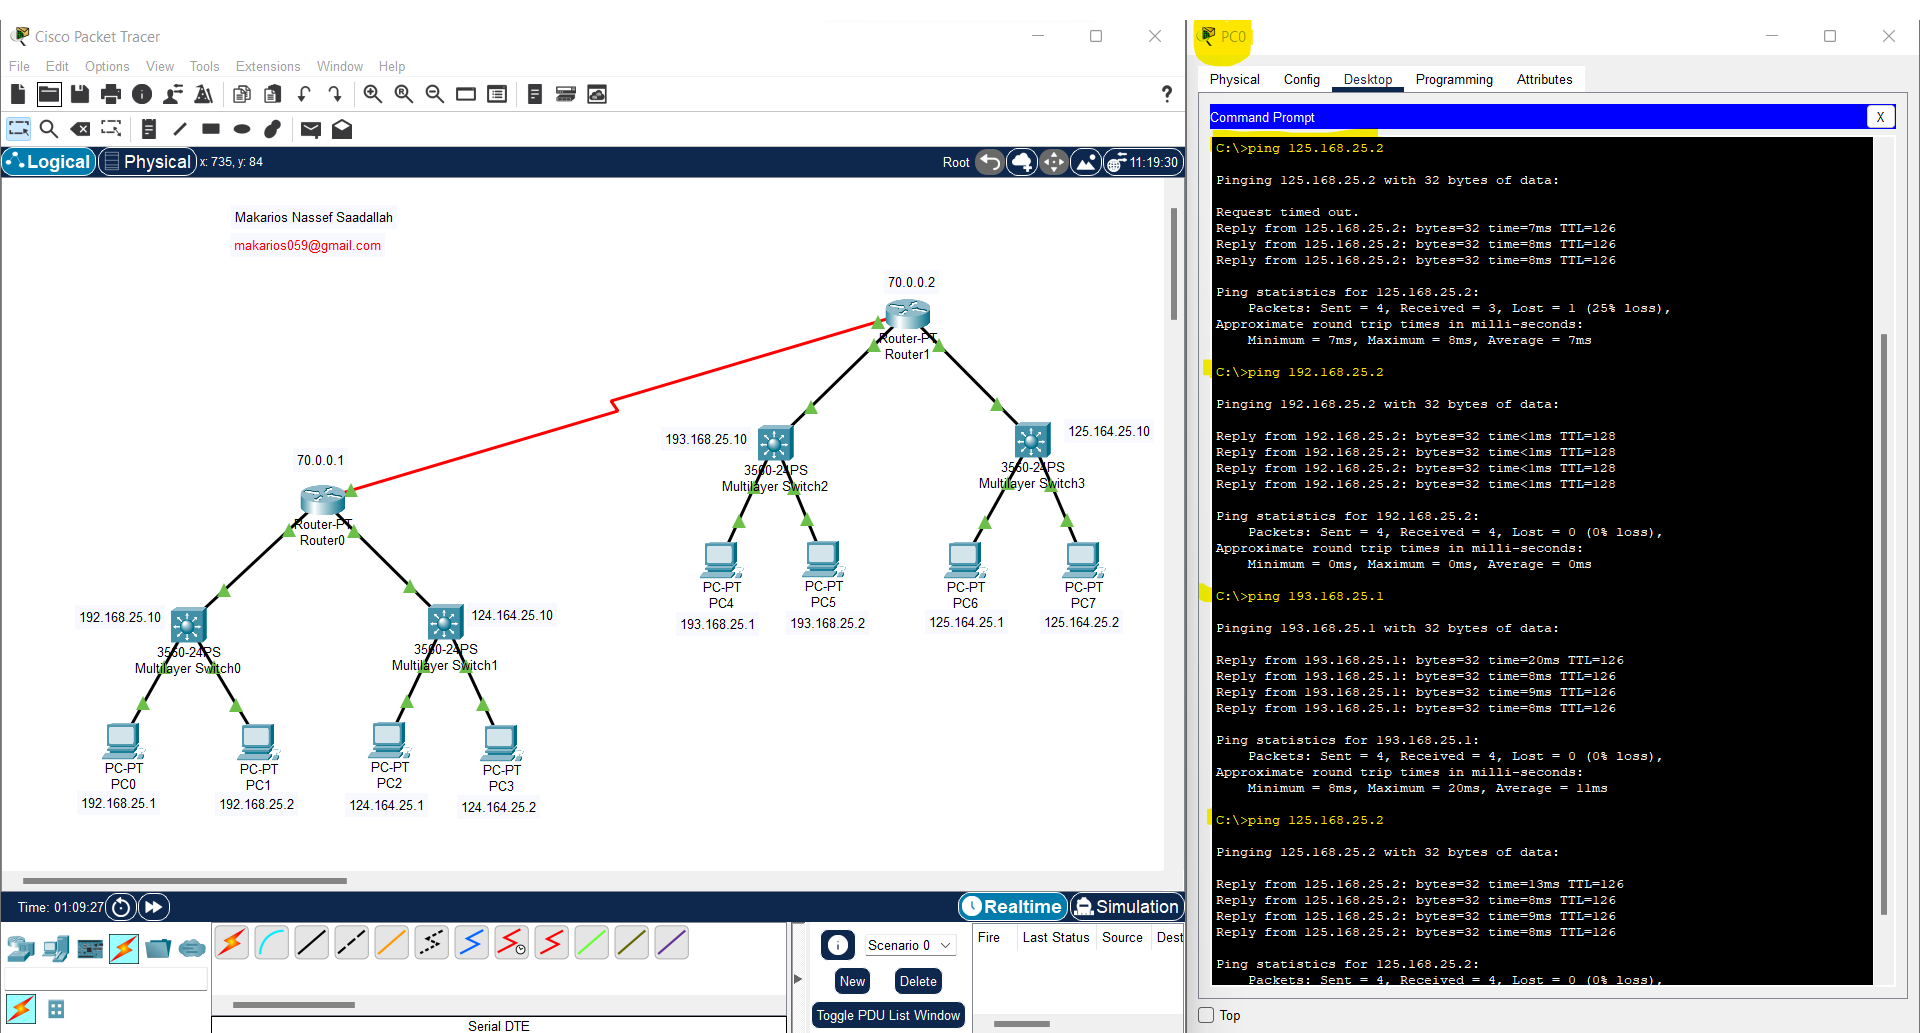 Cisco Packet Tracer
File Edit Options View Tools Extensions Window Help
Logical Physical x: 735, y: 84 Root 11:19:30
Makarios Nassef Saadallah
makarios059@gmail.com
70.0.0.2
Router-PT
Router1
193.168.25.10
3560-24PS
Multilayer Switch2
125.164.25.10
3560-24PS
Multilayer Switch3
PC-PT
PC4
193.168.25.1
PC-PT
PC5
193.168.25.2
PC-PT
PC6
125.164.25.1
PC-PT
PC7
125.164.25.2
70.0.0.1
Router-PT
Router0
192.168.25.10
3560-24PS
Multilayer Switch0
124.164.25.10
3560-24PS
Multilayer Switch1
PC-PT
PC0
192.168.25.1
PC-PT
PC1
192.168.25.2
PC-PT
PC2
124.164.25.1
PC-PT
PC3
124.164.25.2
Time: 01:09:27
Realtime Simulation
Scenario 0
New Delete
Toggle PDU List Window
Fire Last Status Source Dest
Serial DTE
PC0
Physical Config Desktop Programming Attributes
Command Prompt X
C:\>ping 125.168.25.2
Pinging 125.168.25.2 with 32 bytes of data:
Request timed out.
Reply from 125.168.25.2: bytes=32 time=7ms TTL=126
Reply from 125.168.25.2: bytes=32 time=8ms TTL=126
Reply from 125.168.25.2: bytes=32 time=8ms TTL=126
Ping statistics for 125.168.25.2:
Packets: Sent = 4, Received = 3, Lost = 1 (25% loss),
Approximate round trip times in milli-seconds:
Minimum = 7ms, Maximum = 8ms, Average = 7ms
C:\>ping 192.168.25.2
Pinging 192.168.25.2 with 32 bytes of data:
Reply from 192.168.25.2: bytes=32 time<1ms TTL=128
Reply from 192.168.25.2: bytes=32 time<1ms TTL=128
Reply from 192.168.25.2: bytes=32 time<1ms TTL=128
Reply from 192.168.25.2: bytes=32 time<1ms TTL=128
Ping statistics for 192.168.25.2:
Packets: Sent = 4, Received = 4, Lost = 0 (0% loss),
Approximate round trip times in milli-seconds:
Minimum = 0ms, Maximum = 0ms, Average = 0ms
C:\>ping 193.168.25.1
Pinging 193.168.25.1 with 32 bytes of data:
Reply from 193.168.25.1: bytes=32 time=20ms TTL=126
Reply from 193.168.25.1: bytes=32 time=8ms TTL=126
Reply from 193.168.25.1: bytes=32 time=9ms TTL=126
Reply from 193.168.25.1: bytes=32 time=8ms TTL=126
Ping statistics for 193.168.25.1:
Packets: Sent = 4, Received = 4, Lost = 0 (0% loss),
Approximate round trip times in milli-seconds:
Minimum = 8ms, Maximum = 20ms, Average = 11ms
C:\>ping 125.168.25.2
Pinging 125.168.25.2 with 32 bytes of data:
Reply from 125.168.25.2: bytes=32 time=13ms TTL=126
Reply from 125.168.25.2: bytes=32 time=8ms TTL=126
Reply from 125.168.25.2: bytes=32 time=9ms TTL=126
Reply from 125.168.25.2: bytes=32 time=8ms TTL=126
Ping statistics for 125.168.25.2:
Packets: Sent = 4, Received = 4, Lost = 0 (0% loss),
Top